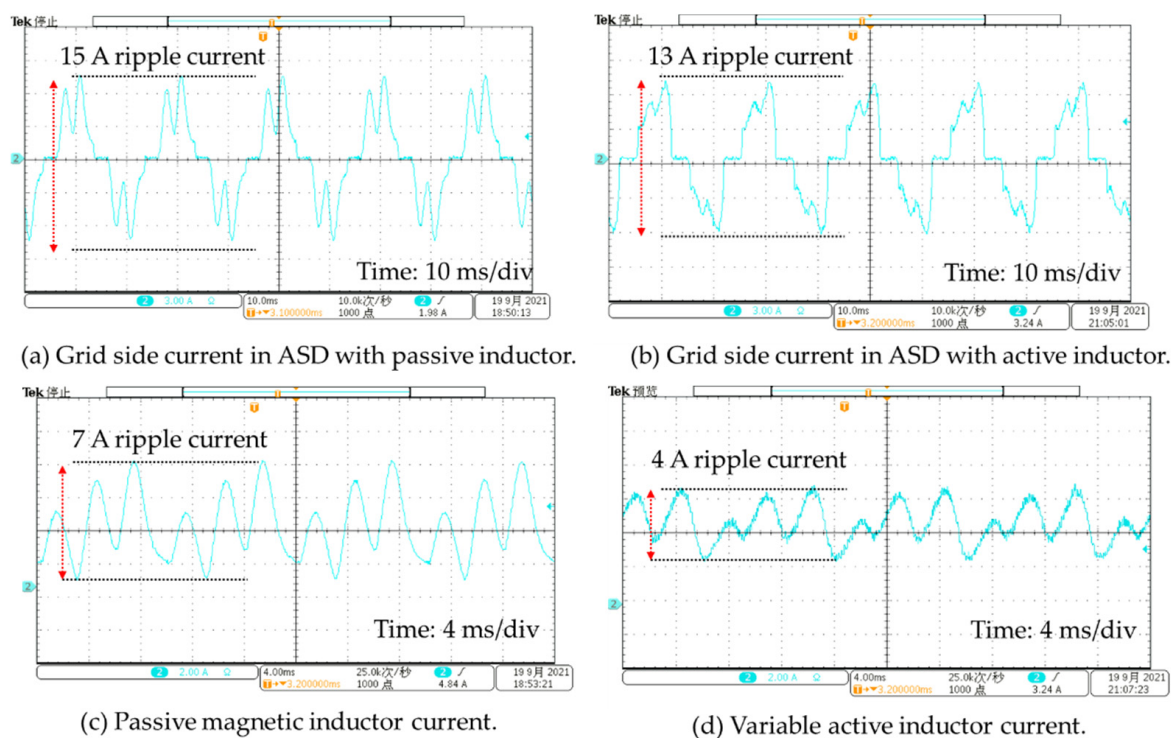 Tek 停止
T
T
15 A ripple current
2
Time: 10 ms/div
2 3.00 A Ω
10.0ms 10.0k次/秒 2 ∫
T→▼3.100000ms 1000 点 1.98 A
19 9月 2021
18:50:13
(a) Grid side current in ASD with passive inductor.
Tek 停止
T
T
13 A ripple current
2
Time: 10 ms/div
2 3.00 A Ω
10.0ms 10.0k次/秒 2 ∫
T→▼3.200000ms 1000 点 3.24 A
19 9月 2021
21:05:01
(b) Grid side current in ASD with active inductor.
Tek 停止
T
T
7 A ripple current
2
Time: 4 ms/div
2 2.00 A Ω
4.00ms 25.0k次/秒 2 ∫
T→▼3.200000ms 1000 点 4.84 A
19 9月 2021
18:53:21
(c) Passive magnetic inductor current.
Tek 预览
T
T
4 A ripple current
2
Time: 4 ms/div
2 2.00 A Ω
4.00ms 25.0k次/秒 2 ∫
T→▼3.200000ms 1000 点 3.24 A
19 9月 2021
21:07:23
(d) Variable active inductor current.